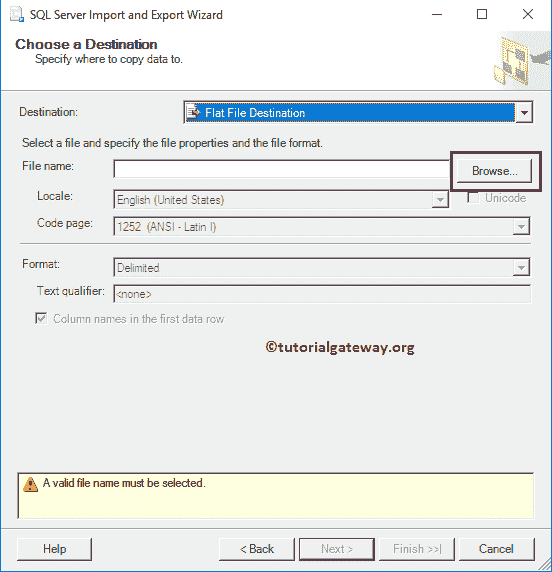 SQL Server Import and Export Wizard
Choose a Destination
Specify where to copy data to.
Destination: Flat File Destination
Select a file and specify the file properties and the file format.
File name: Browse...
Locale: English (United States) Unicode
Code page: 1252 (ANSI - Latin I)
Format: Delimited
Text qualifier: <none>
Column names in the first data row
©tutorialgateway.org
A valid file name must be selected.
Help < Back Next > Finish >>| Cancel